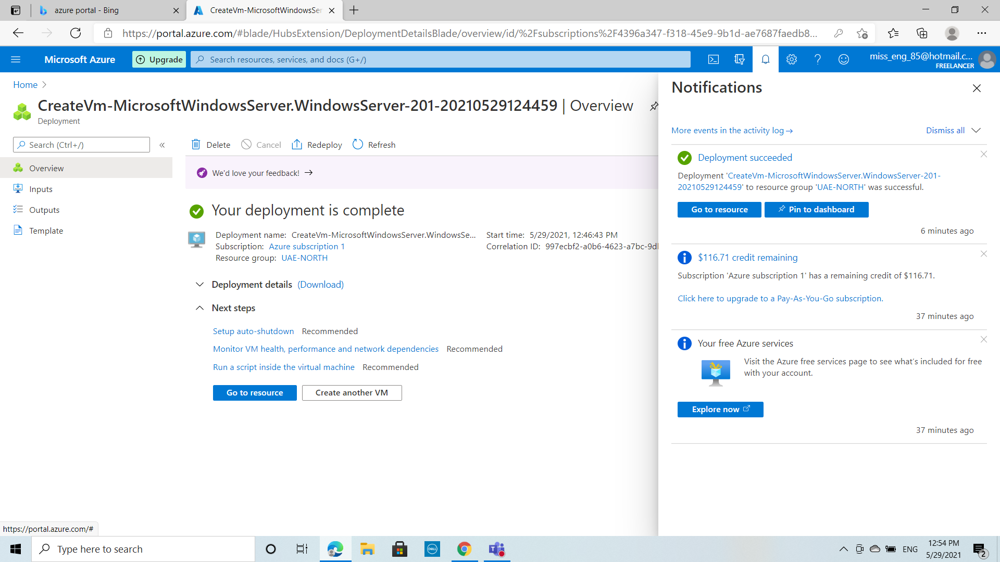 azure portal - Bing
CreateVm-MicrosoftWindowsSer
https://portal.azure.com/#blade/HubsExtension/DeploymentDetailsBlade/overview/id/%2Fsubscriptions%2F4396a347-f318-45e9-9b1d-ae7687faedb8...
Microsoft Azure
Upgrade
Search resources, services, and docs (G+/)
miss_eng_85@hotmail.c...
FREELANCER
Home
CreateVm-MicrosoftWindowsServer.WindowsServer-201-20210529124459 | Overview
Deployment
Search (Ctrl+/)
«
Overview
Inputs
Outputs
Template
Delete
Cancel
Redeploy
Refresh
We'd love your feedback! →
Your deployment is complete
Deployment name: CreateVm-MicrosoftWindowsServer.WindowsSe...
Subscription: Azure subscription 1
Resource group: UAE-NORTH
Start time: 5/29/2021, 12:46:43 PM
Correlation ID: 997ecbf2-a0b6-4623-a7bc-9d
Deployment details (Download)
Next steps
Setup auto-shutdown Recommended
Monitor VM health, performance and network dependencies Recommended
Run a script inside the virtual machine Recommended
Go to resource
Create another VM
Notifications
More events in the activity log →
Dismiss all
Deployment succeeded
Deployment 'CreateVm-MicrosoftWindowsServer.WindowsServer-201-
20210529124459' to resource group 'UAE-NORTH' was successful.
Go to resource
Pin to dashboard
6 minutes ago
$116.71 credit remaining
Subscription 'Azure subscription 1' has a remaining credit of $116.71.
Click here to upgrade to a Pay-As-You-Go subscription.
37 minutes ago
Your free Azure services
Visit the Azure free services page to see what's included for free
with your account.
Explore now
37 minutes ago
https://portal.azure.com/#
Type here to search
DELL
T
ENG
12:54 PM
5/29/2021
2